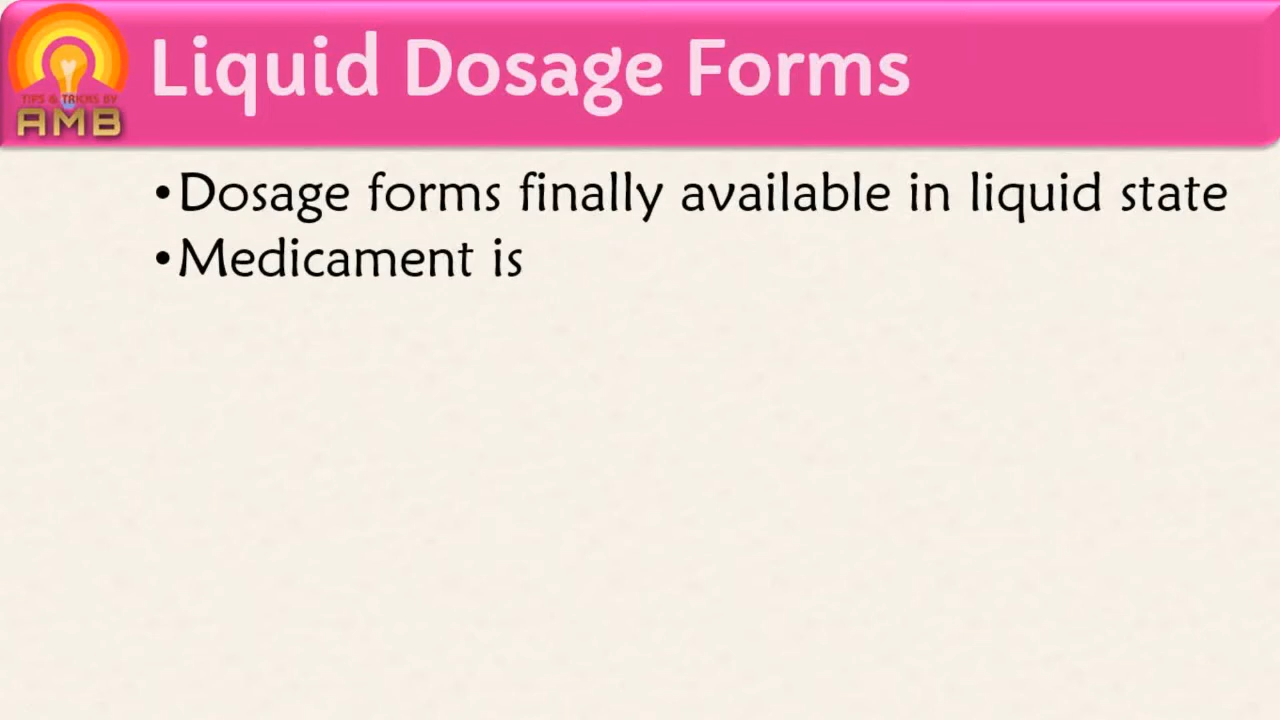 Liquid Dosage Forms
TIPS & TRICKS BY
AMB
•Dosage forms finally available in liquid state
•Medicament is